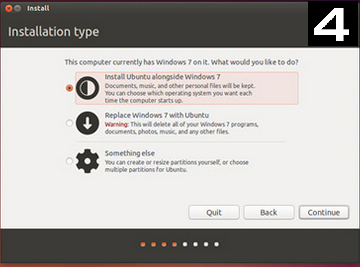 Install
4
Installation type
This computer currently has Windows 7 on it. What would you like to do?
Install Ubuntu alongside Windows 7
Documents, music, and other personal files will be kept.
You can choose which operating system you want each
time the computer starts up.
Replace Windows 7 with Ubuntu
Warning: This will delete all of your Windows 7 programs,
documents, photos, music, and any other files.
Something else
You can create or resize partitions yourself, or choose
multiple partitions for Ubuntu.
Quit
Back
Continue